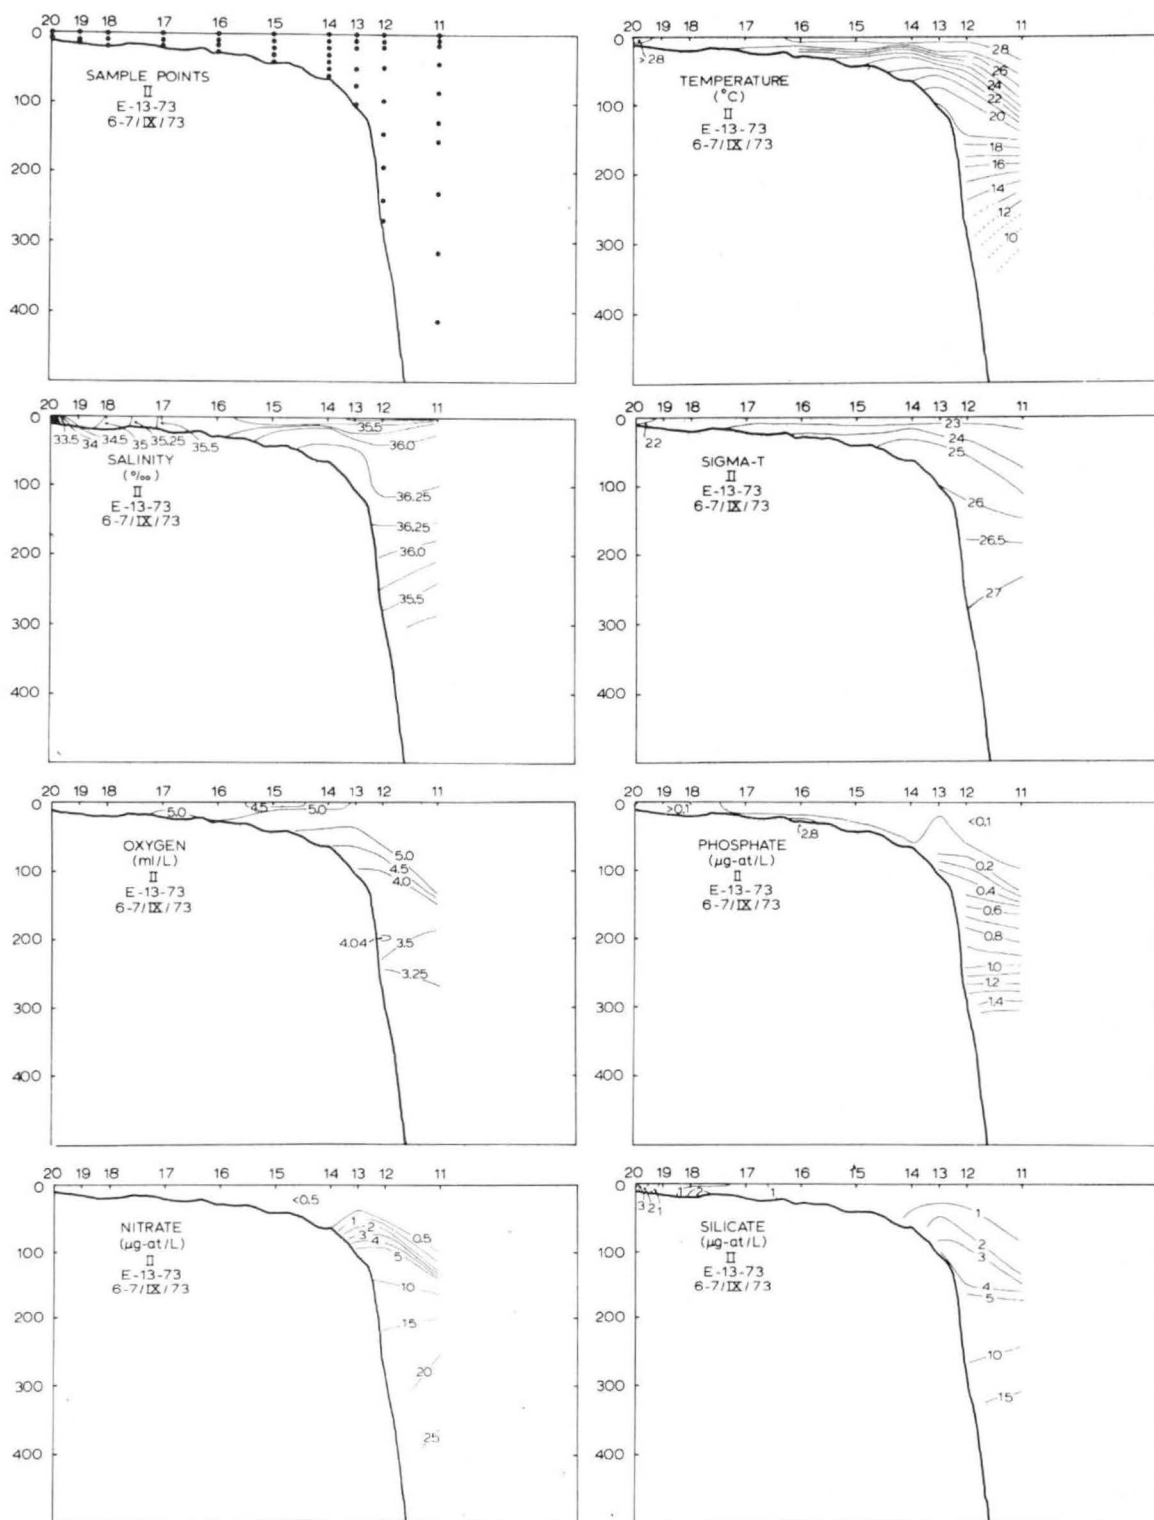 20 19 18 17 16 15 14 13 12 11
0
100
200
300
400
SAMPLE POINTS
II
E-13-73
6-7/IX/73
20 19 18 17 16 15 14 13 12 11
0
100
200
300
400
>28
TEMPERATURE
(°C)
II
E-13-73
6-7/IX/73
28
26
24
22
20
18
16
14
12
10
20 19 18 17 16 15 14 13 12 11
0
100
200
300
400
33.5 34 34.5 35 35.25 35.5
SALINITY
(‰)
II
E-13-73
6-7/IX/73
35.5
36.0
36.25
36.25
36.0
35.5
20 19 18 17 16 15 14 13 12 11
0
100
200
300
400
22
SIGMA-T
II
E-13-73
6-7/IX/73
23
24
25
26
26.5
27
20 19 18 17 16 15 14 13 12 11
0
100
200
300
400
5.0 4.5 5.0
OXYGEN
(ml/L)
II
E-13-73
6-7/IX/73
5.0
4.5
4.0
4.04 3.5
3.25
20 19 18 17 16 15 14 13 12 11
0
100
200
300
400
>0.1
2.8
<0.1
PHOSPHATE
(μg-at/L)
II
E-13-73
6-7/IX/73
0.2
0.4
0.6
0.8
1.0
1.2
1.4
20 19 18 17 16 15 14 13 12 11
0
100
200
300
400
<0.5
NITRATE
(μg-at/L)
II
E-13-73
6-7/IX/73
1 2 0.5
3 4
5
10
15
20
25
20 19 18 17 16 15 14 13 12 11
0
100
200
300
400
3 2 1 1 2 1
SILICATE
(μg-at/L)
II
E-13-73
6-7/IX/73
1
2
3
4
5
10
15